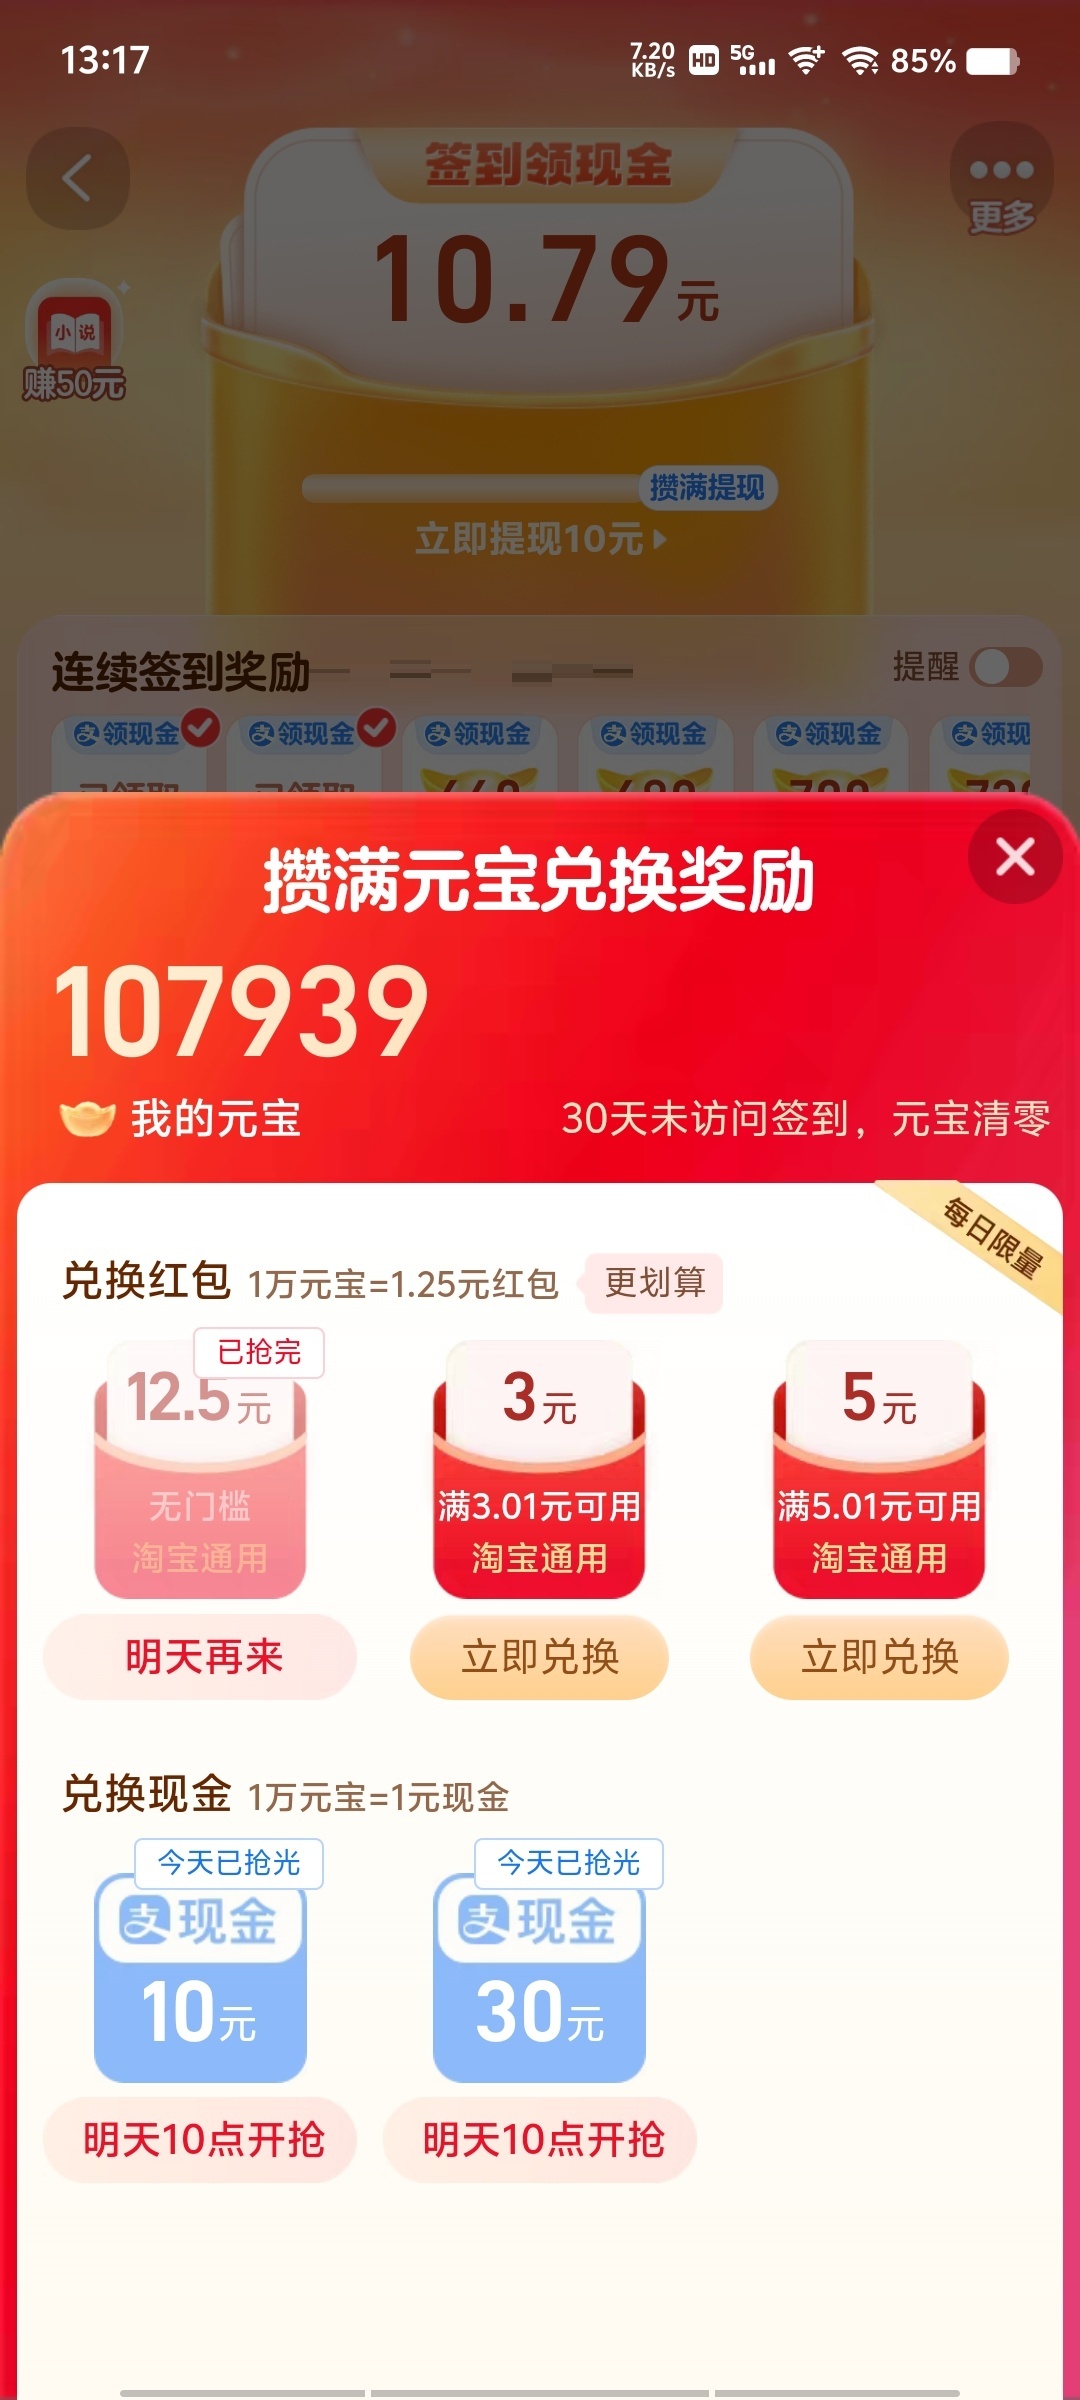 13:17
7.20 KB/s HD 5G 85%
签到领现金
10.79元
更多
小说
赚50元
攒满提现
立即提现10元
连续签到奖励
提醒
领现金 领现金 领现金 领现金 领现金 领现
攒满元宝兑换奖励
107939
我的元宝 30天未访问签到，元宝清零
每日限量
兑换红包 1万元宝=1.25元红包 更划算
已抢完
12.5元 3元 5元
无门槛 满3.01元可用 满5.01元可用
淘宝通用 淘宝通用 淘宝通用
明天再来 立即兑换 立即兑换
兑换现金 1万元宝=1元现金
今天已抢光 今天已抢光
支现金 支现金
10元 30元
明天10点开抢 明天10点开抢